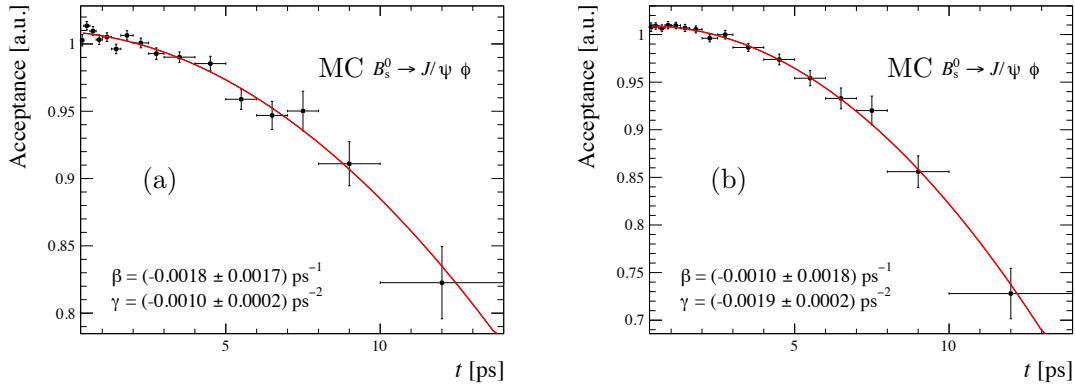 Acceptance [a.u.]
1
0.95
0.9
0.85
0.8
MC B⁰ₛ → J/ψ ϕ
(a)
β = (-0.0018 ± 0.0017) ps⁻¹
γ = (-0.0010 ± 0.0002) ps⁻²
5
10
t [ps]
Acceptance [a.u.]
1
0.95
0.9
0.85
0.8
0.75
0.7
MC B⁰ₛ → J/ψ ϕ
(b)
β = (-0.0010 ± 0.0018) ps⁻¹
γ = (-0.0019 ± 0.0002) ps⁻²
5
10
t [ps]